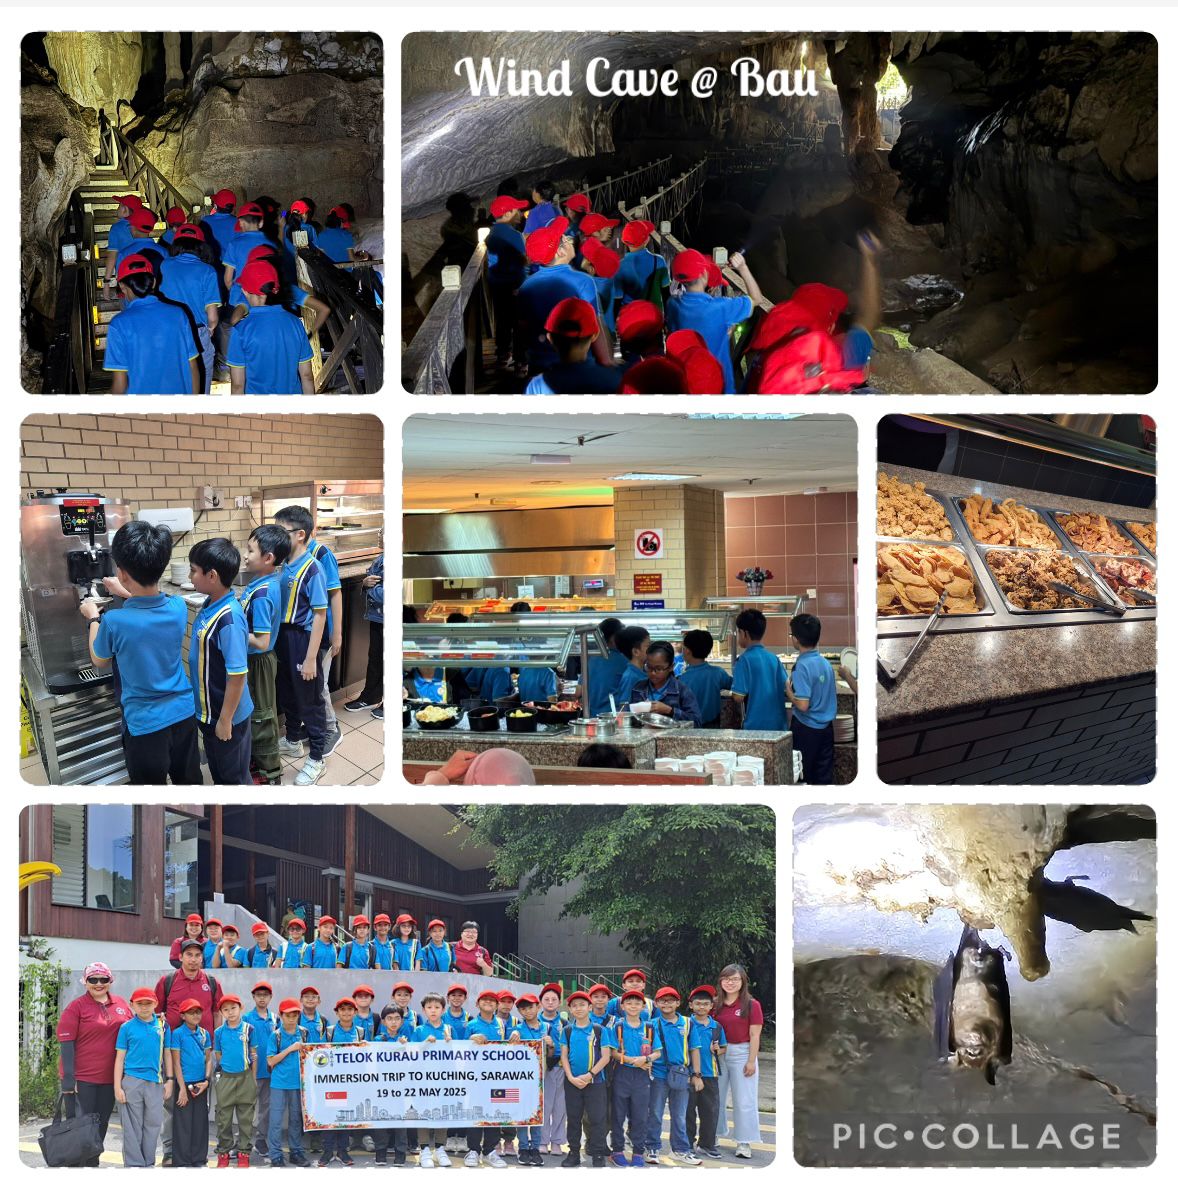 Wind Cave @ Bau
TELOK KURAU PRIMARY SCHOOL
IMMERSION TRIP TO KUCHING, SARAWAK
19 to 22 MAY 2025
PIC•COLLAGE